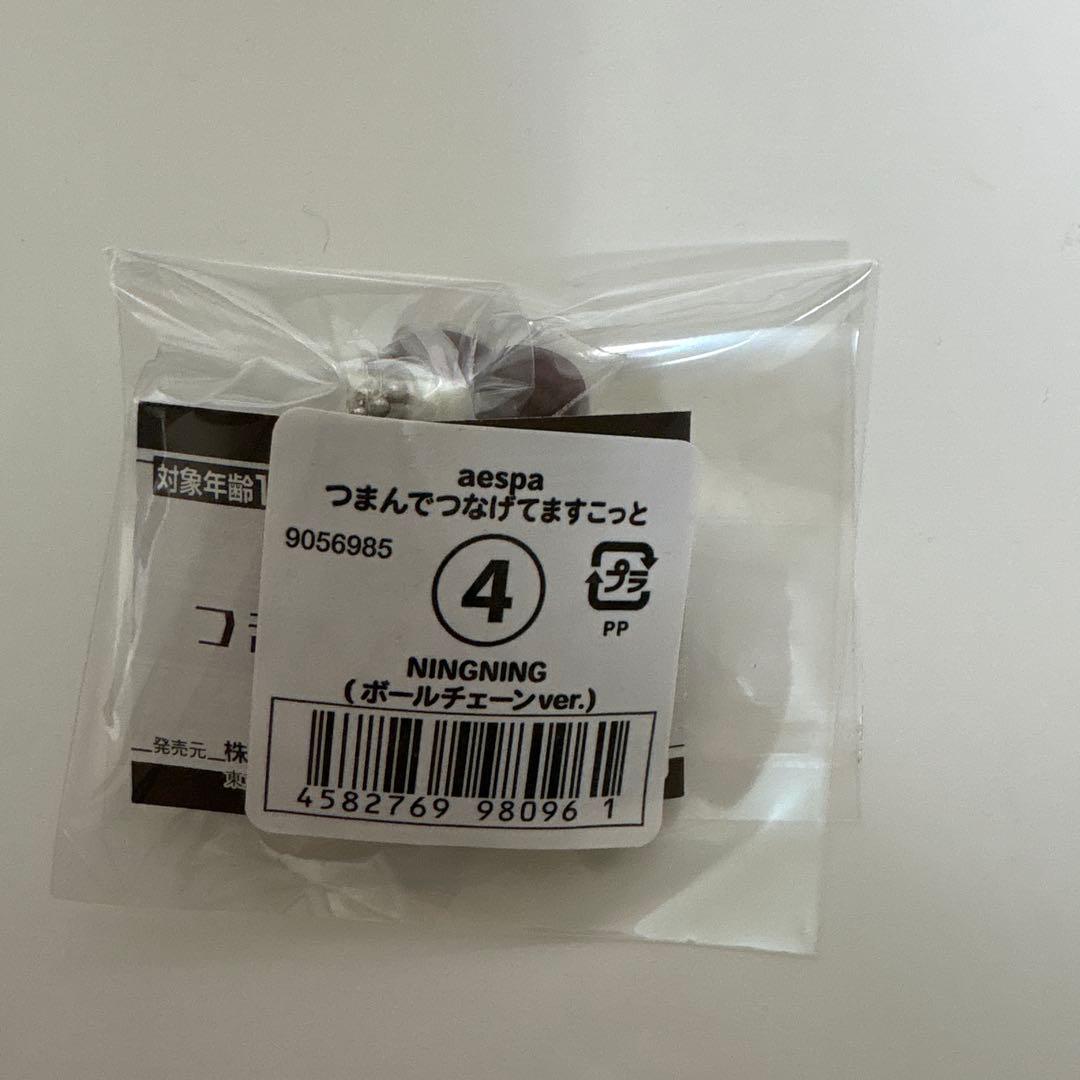 aespa
つまんでつなげてますこっと
9056985
4
プラ
PP
NINGNING
(ボールチェーンver.)
4582769 98096 1
対象年齢1
発売元 株